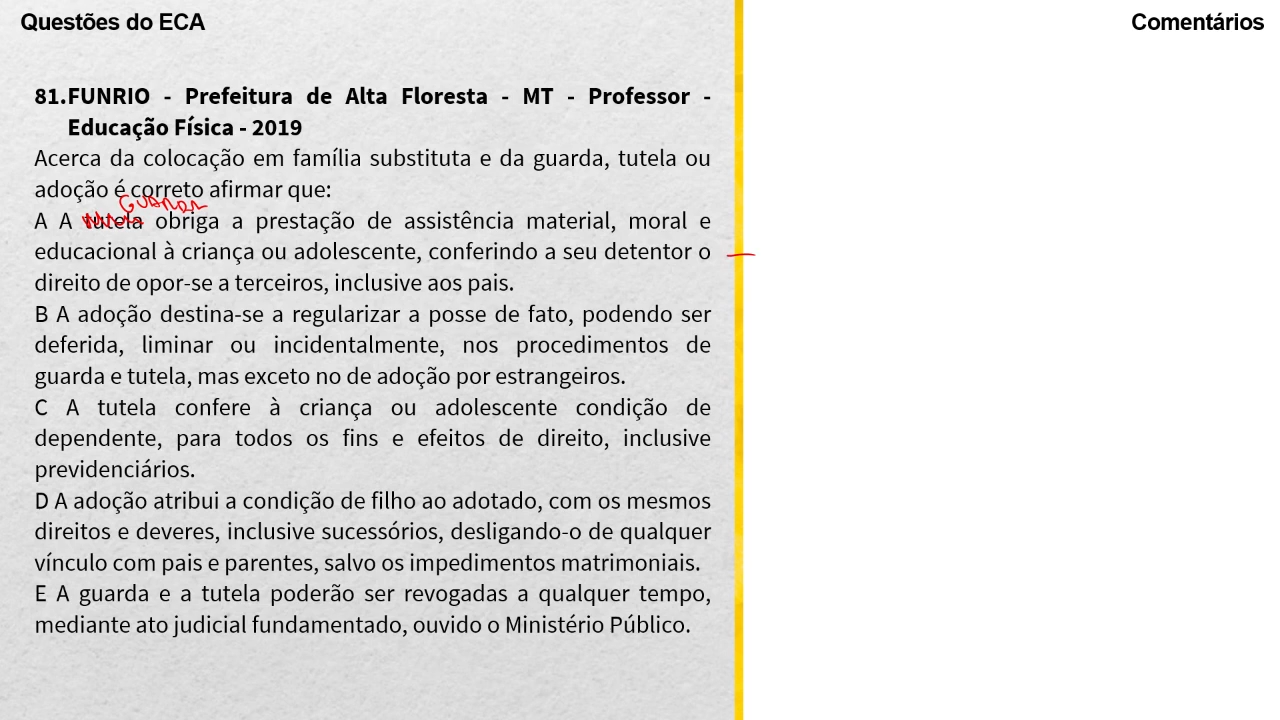 Questões do ECA
Comentários
81.FUNRIO - Prefeitura de Alta Floresta - MT - Professor -
Educação Física - 2019
Acerca da colocação em família substituta e da guarda, tutela ou
adoção é correto afirmar que:
GUARDA
A A tutela obriga a prestação de assistência material, moral e
educacional à criança ou adolescente, conferindo a seu detentor o
direito de opor-se a terceiros, inclusive aos pais.
B A adoção destina-se a regularizar a posse de fato, podendo ser
deferida, liminar ou incidentalmente, nos procedimentos de
guarda e tutela, mas exceto no de adoção por estrangeiros.
C A tutela confere à criança ou adolescente condição de
dependente, para todos os fins e efeitos de direito, inclusive
previdenciários.
D A adoção atribui a condição de filho ao adotado, com os mesmos
direitos e deveres, inclusive sucessórios, desligando-o de qualquer
vínculo com pais e parentes, salvo os impedimentos matrimoniais.
E A guarda e a tutela poderão ser revogadas a qualquer tempo,
mediante ato judicial fundamentado, ouvido o Ministério Público.